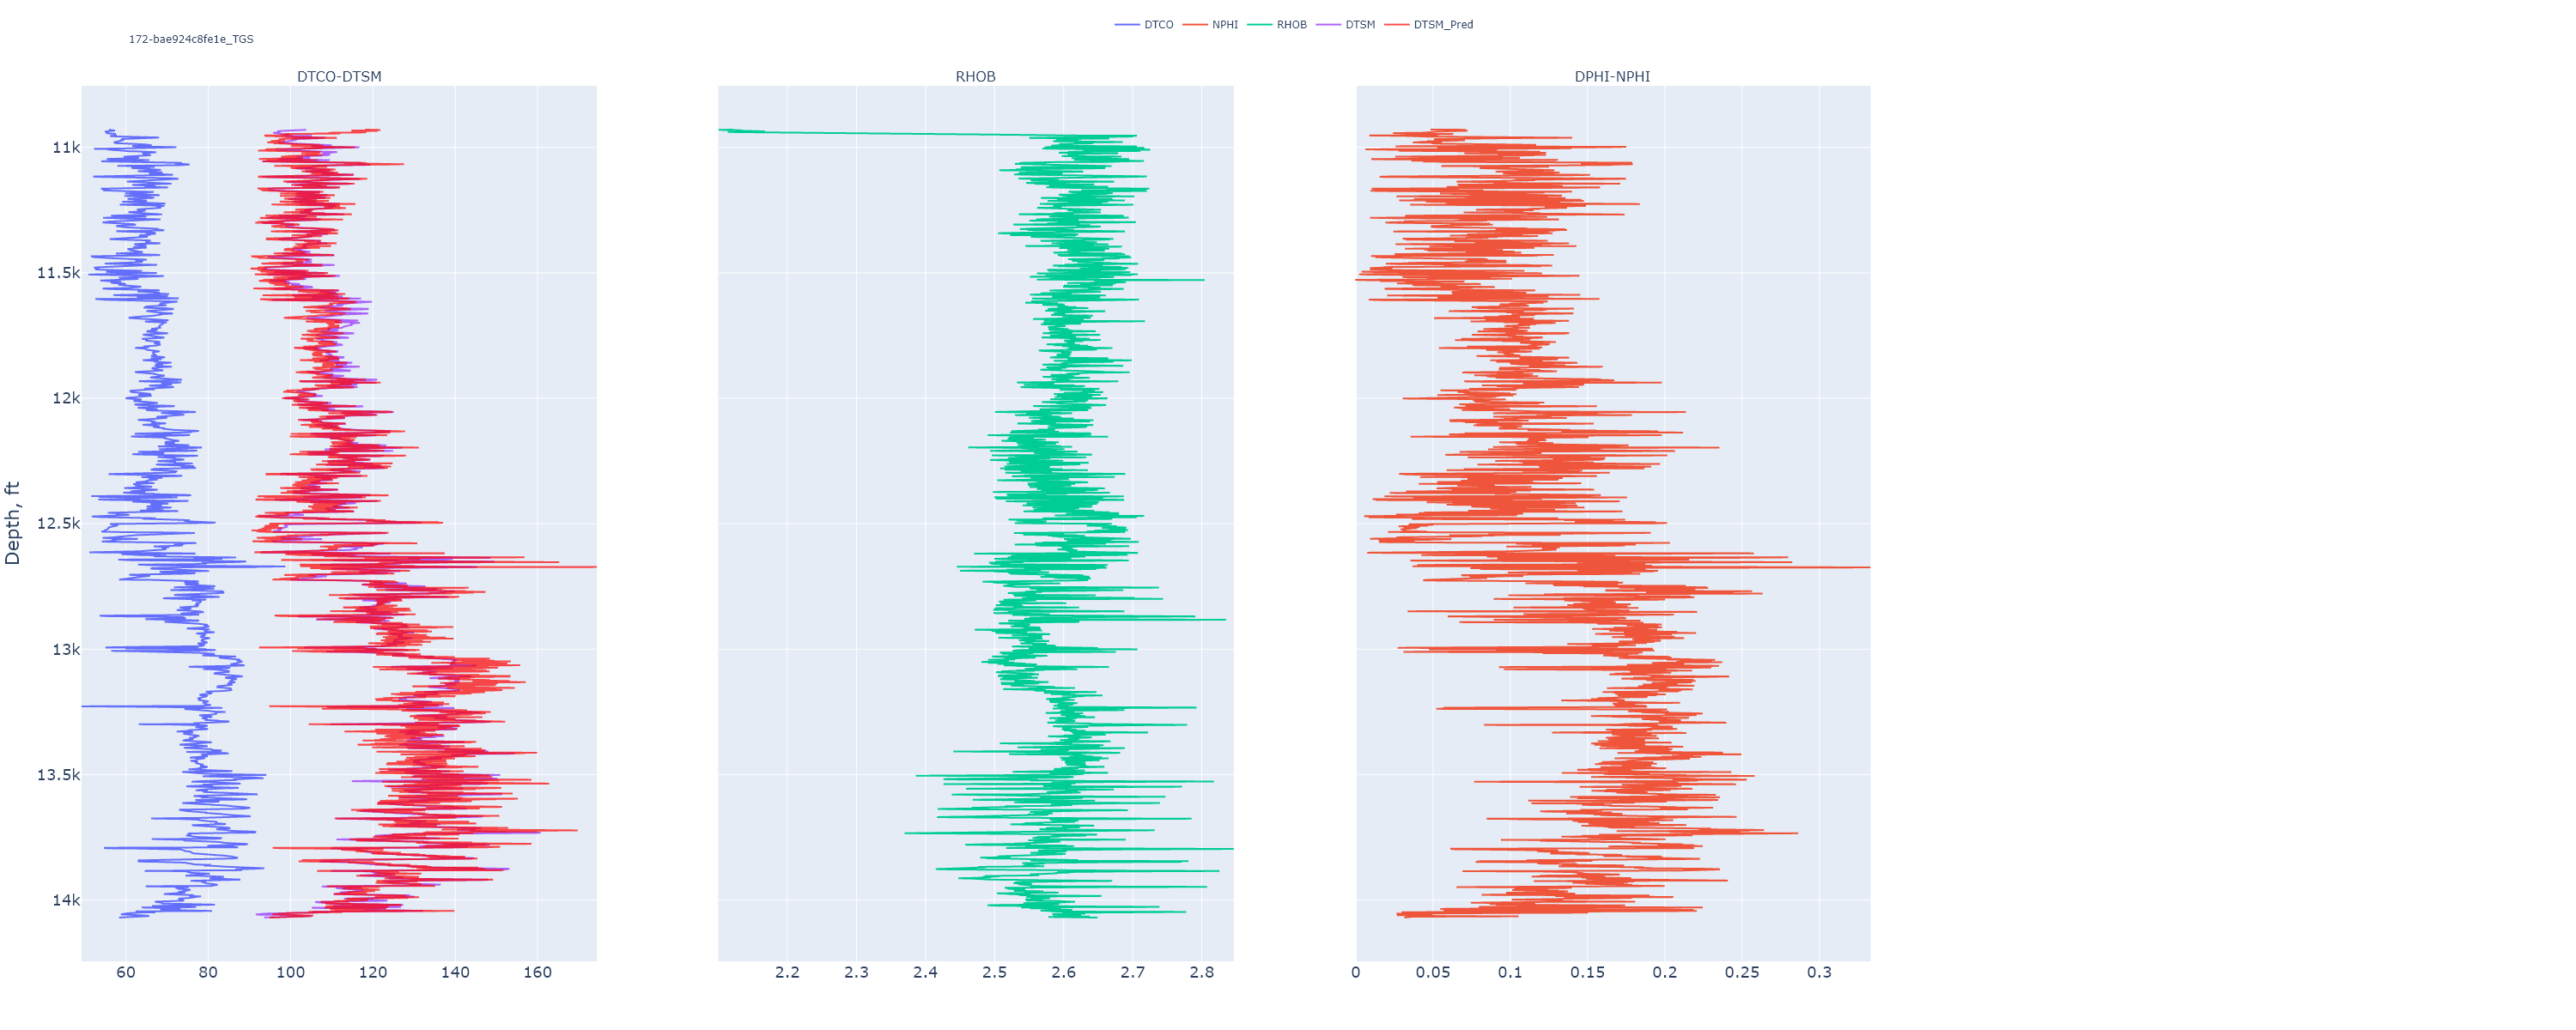 DTCO NPHI RHOB DTSM DTSM_Pred
172-bae924c8fe1e_TGS
DTCO-DTSM RHOB DPHI-NPHI
Depth, ft
11k
11.5k
12k
12.5k
13k
13.5k
14k
60 80 100 120 140 160 2.2 2.3 2.4 2.5 2.6 2.7 2.8 0 0.05 0.1 0.15 0.2 0.25 0.3